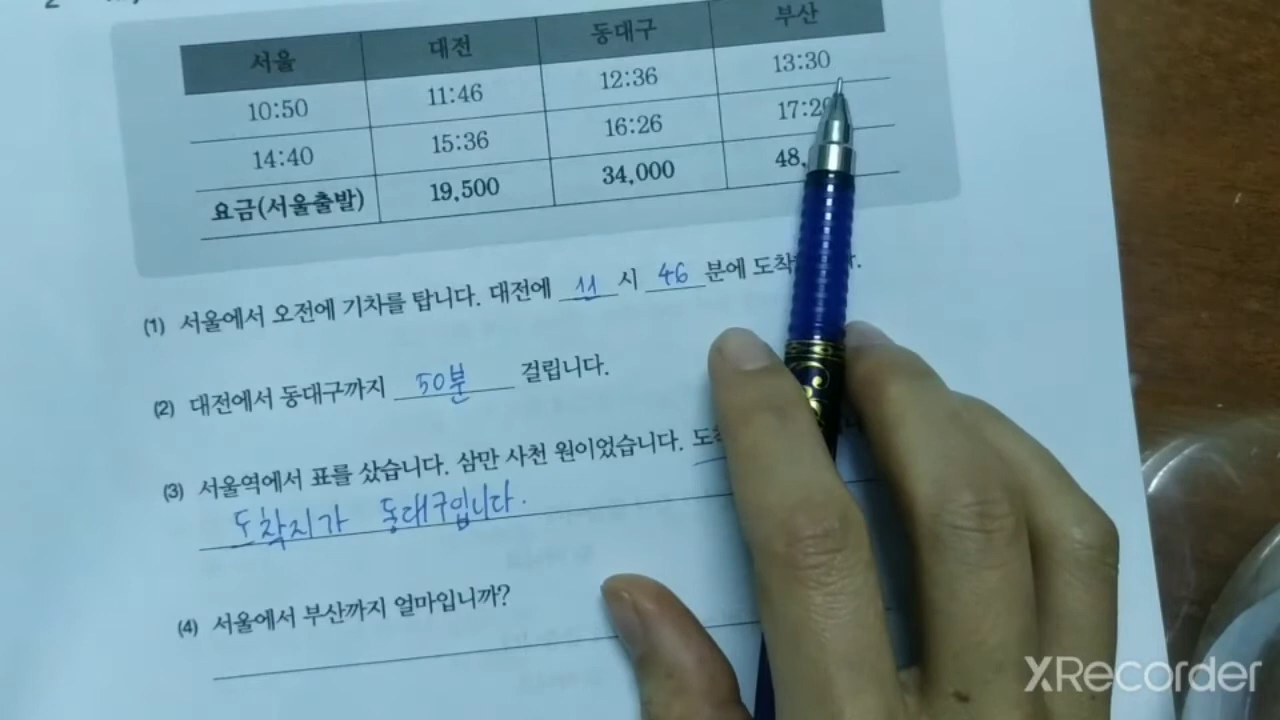 서울 대전 동대구 부산
10:50 11:46 12:36 13:30
14:40 15:36 16:26
요금(서울출발) 19,500 34,000 48,
(1) 서울에서 오전에 기차를 탑니다. 대전에 11 시 46 분에
(2) 대전에서 동대구까지 50분 걸립니다.
(3) 서울역에서 표를 샀습니다. 삼만 사천 원이었습니다.
도착지가 동대구입니다.
(4) 서울에서 부산까지 얼마입니까?
XRecorder